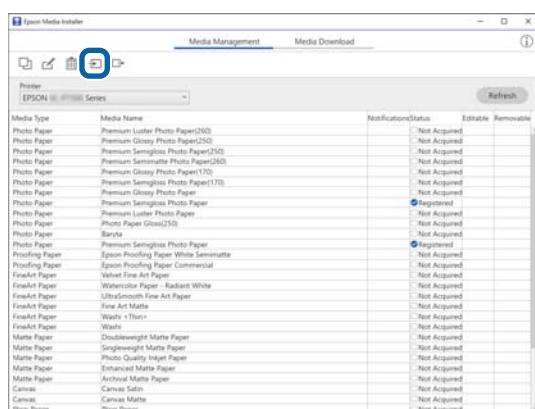 Epson Media Installer
Media Management Media Download
Printer
EPSON Series
Refresh
Media Type Media Name Notifications Status Editable Removable
Photo Paper Premium Luster Photo Paper(260) Not Acquired
Photo Paper Premium Glossy Photo Paper(250) Not Acquired
Photo Paper Premium Semigloss Photo Paper(250) Not Acquired
Photo Paper Premium Semimatte Photo Paper(260) Not Acquired
Photo Paper Premium Glossy Photo Paper(170) Not Acquired
Photo Paper Premium Semigloss Photo Paper(170) Not Acquired
Photo Paper Premium Glossy Photo Paper Not Acquired
Photo Paper Premium Semigloss Photo Paper Registered
Photo Paper Premium Luster Photo Paper Not Acquired
Photo Paper Photo Paper Gloss(250) Not Acquired
Photo Paper Baryta Not Acquired
Photo Paper Premium Semigloss Photo Paper Registered
Proofing Paper Epson Proofing Paper White Semimatte Not Acquired
Proofing Paper Epson Proofing Paper Commercial Not Acquired
FineArt Paper Velvet Fine Art Paper Not Acquired
FineArt Paper Watercolor Paper - Radiant White Not Acquired
FineArt Paper UltraSmooth Fine Art Paper Not Acquired
FineArt Paper Fine Art Matte Not Acquired
FineArt Paper Washi <Thin> Not Acquired
FineArt Paper Washi Not Acquired
Matte Paper Doubleweight Matte Paper Not Acquired
Matte Paper Singleweight Matte Paper Not Acquired
Matte Paper Photo Quality Inkjet Paper Not Acquired
Matte Paper Enhanced Matte Paper Not Acquired
Matte Paper Archival Matte Paper Not Acquired
Canvas Canvas Satin Not Acquired
Canvas Canvas Matte Not Acquired